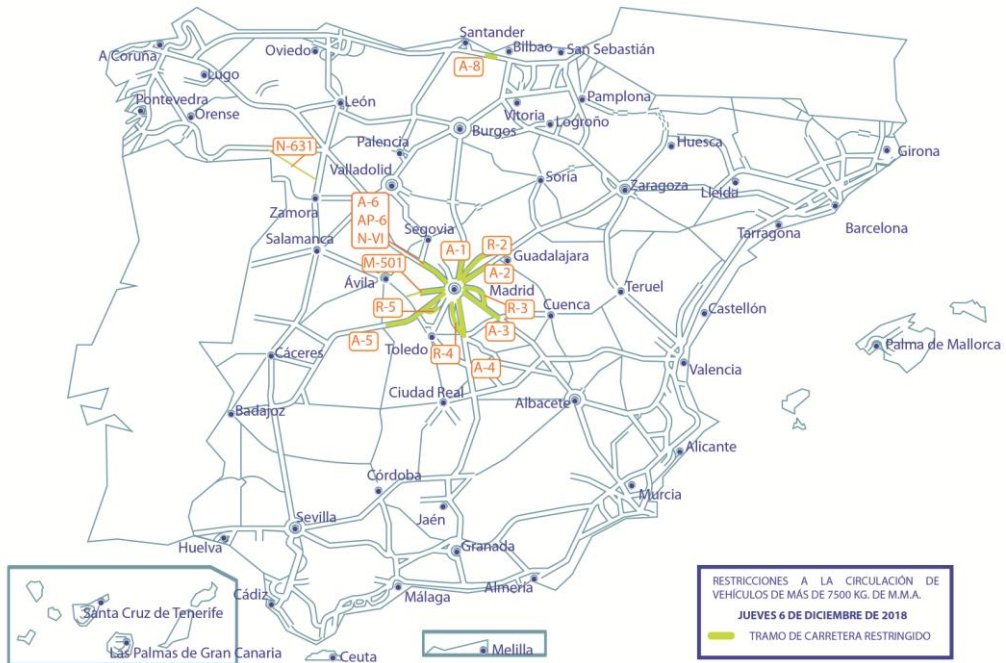 Santander
Oviedo
Bilbao
San Sebastián
A Coruña
A-8
Lugo
Pamplona
Pontevedra
León
Vitoria
Orense
Logroño
Burgos
Huesca
N-631
Palencia
Girona
Valladolid
Soria
Zaragoza
Lleida
Zamora
A-6
AP-6
N-VI
Segovia
Barcelona
Tarragona
Salamanca
A-1
R-2
Guadalajara
M-501
A-2
Ávila
Madrid
Teruel
R-5
R-3
Cuenca
Castellón
A-3
A-5
Toledo
R-4
Palma de Mallorca
Cáceres
A-4
Valencia
Ciudad Real
Albacete
Badajoz
Alicante
Córdoba
Murcia
Jaén
Sevilla
Huelva
Granada
Almería
Cádiz
Málaga
Santa Cruz de Tenerife
Las Palmas de Gran Canaria
Ceuta
Melilla
RESTRICCIONES A LA CIRCULACIÓN DE
VEHÍCULOS DE MÁS DE 7500 KG. DE M.M.A.
JUEVES 6 DE DICIEMBRE DE 2018
TRAMO DE CARRETERA RESTRINGIDO